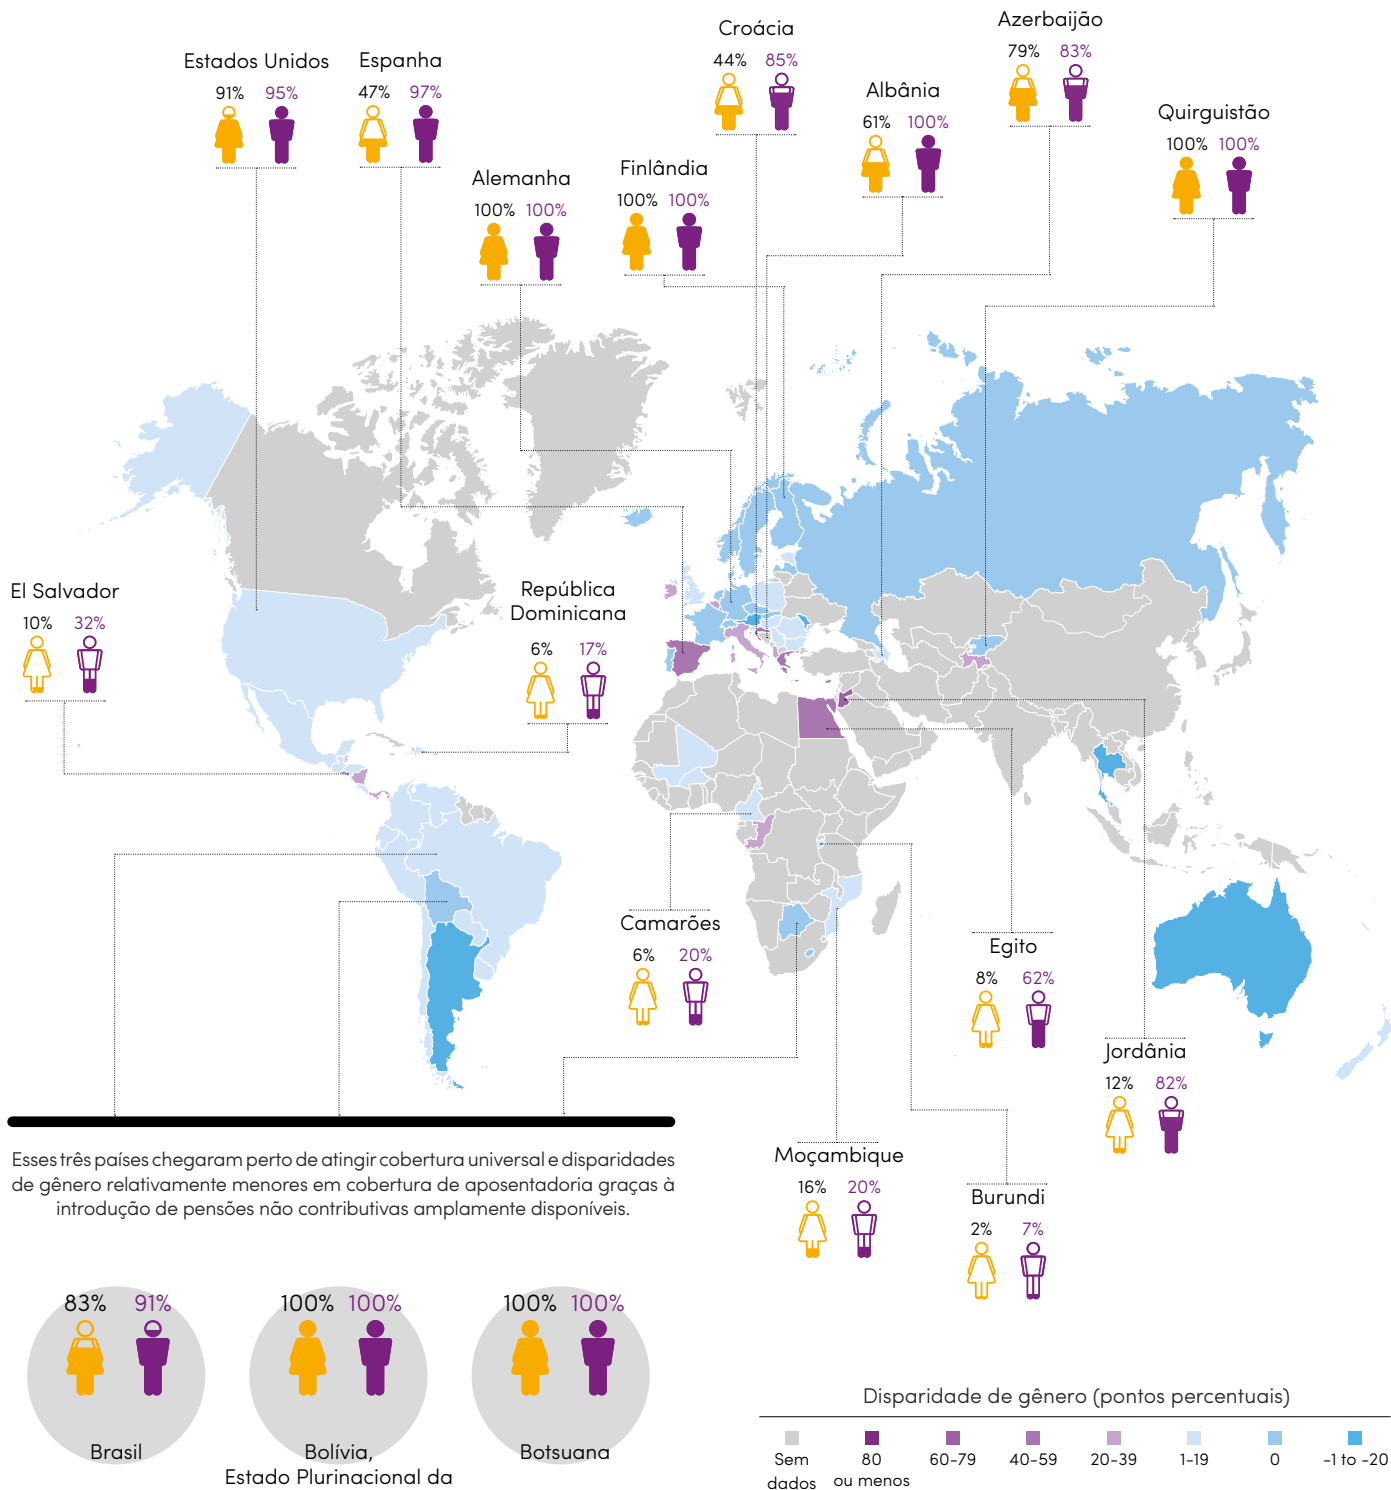 Croácia
44% 85%
Azerbaijão
79% 83%
Estados Unidos
91% 95%
Espanha
47% 97%
Albânia
61% 100%
Quirguistão
100% 100%
Alemanha
100% 100%
Finlândia
100% 100%
El Salvador
10% 32%
República
Dominicana
6% 17%
Camarões
6% 20%
Egito
8% 62%
Jordânia
12% 82%
Moçambique
16% 20%
Burundi
2% 7%
Esses três países chegaram perto de atingir cobertura universal e disparidades
de gênero relativamente menores em cobertura de aposentadoria graças à
introdução de pensões não contributivas amplamente disponíveis.
83% 91%
Brasil
100% 100%
Bolívia,
Estado Plurinacional da
100% 100%
Botsuana
Disparidade de gênero (pontos percentuais)
Sem
dados
80
ou menos
60-79
40-59
20-39
1-19
0
-1 to -20